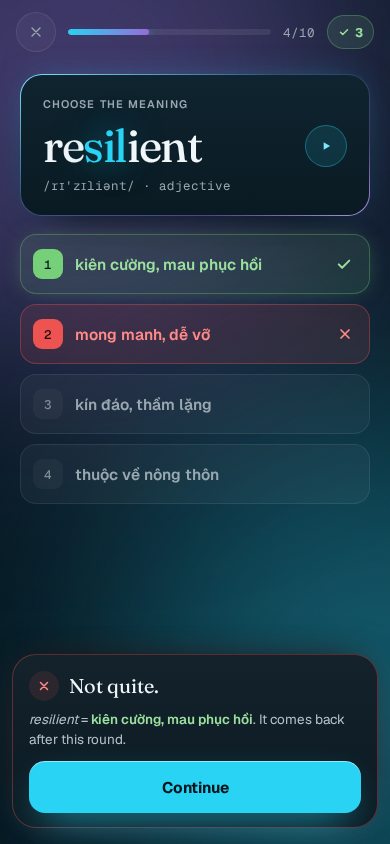 4/10
3
CHOOSE THE MEANING
resilient
/rɪˈzɪliənt/ · adjective
1 kiên cường, mau phục hồi
2 mong manh, dễ vỡ
3 kín đáo, thầm lặng
4 thuộc về nông thôn
Not quite.
resilient = kiên cường, mau phục hồi. It comes back
after this round.
Continue